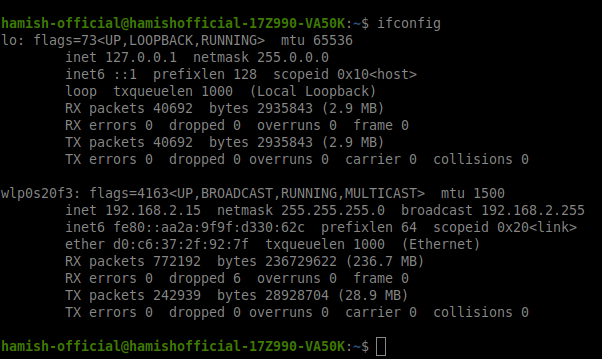 hamish-official@hamishofficial-17Z990-VA50K:~$ ifconfig
lo: flags=73<UP,LOOPBACK,RUNNING>  mtu 65536
        inet 127.0.0.1  netmask 255.0.0.0
        inet6 ::1  prefixlen 128  scopeid 0x10<host>
        loop  txqueuelen 1000  (Local Loopback)
        RX packets 40692  bytes 2935843 (2.9 MB)
        RX errors 0  dropped 0  overruns 0  frame 0
        TX packets 40692  bytes 2935843 (2.9 MB)
        TX errors 0  dropped 0 overruns 0  carrier 0  collisions 0

wlp0s20f3: flags=4163<UP,BROADCAST,RUNNING,MULTICAST>  mtu 1500
        inet 192.168.2.15  netmask 255.255.255.0  broadcast 192.168.2.255
        inet6 fe80::aa2a:9f9f:d330:62c  prefixlen 64  scopeid 0x20<link>
        ether d0:c6:37:2f:92:7f  txqueuelen 1000  (Ethernet)
        RX packets 772192  bytes 236729622 (236.7 MB)
        RX errors 0  dropped 6  overruns 0  frame 0
        TX packets 242939  bytes 28928704 (28.9 MB)
        TX errors 0  dropped 0 overruns 0  carrier 0  collisions 0

hamish-official@hamishofficial-17Z990-VA50K:~$